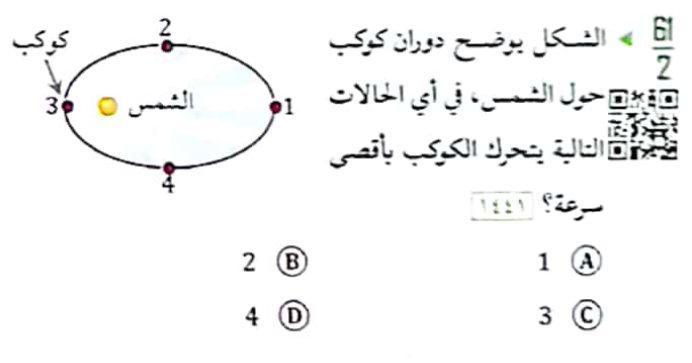 61
2
الشكل يوضح دوران كوكب
حول الشمس، في أي الحالات
التالية يتحرك الكوكب بأقصى
سرعة؟ ١٤٤١
كوكب
2
3
الشمس
1
4
1 A
2 B
3 C
4 D